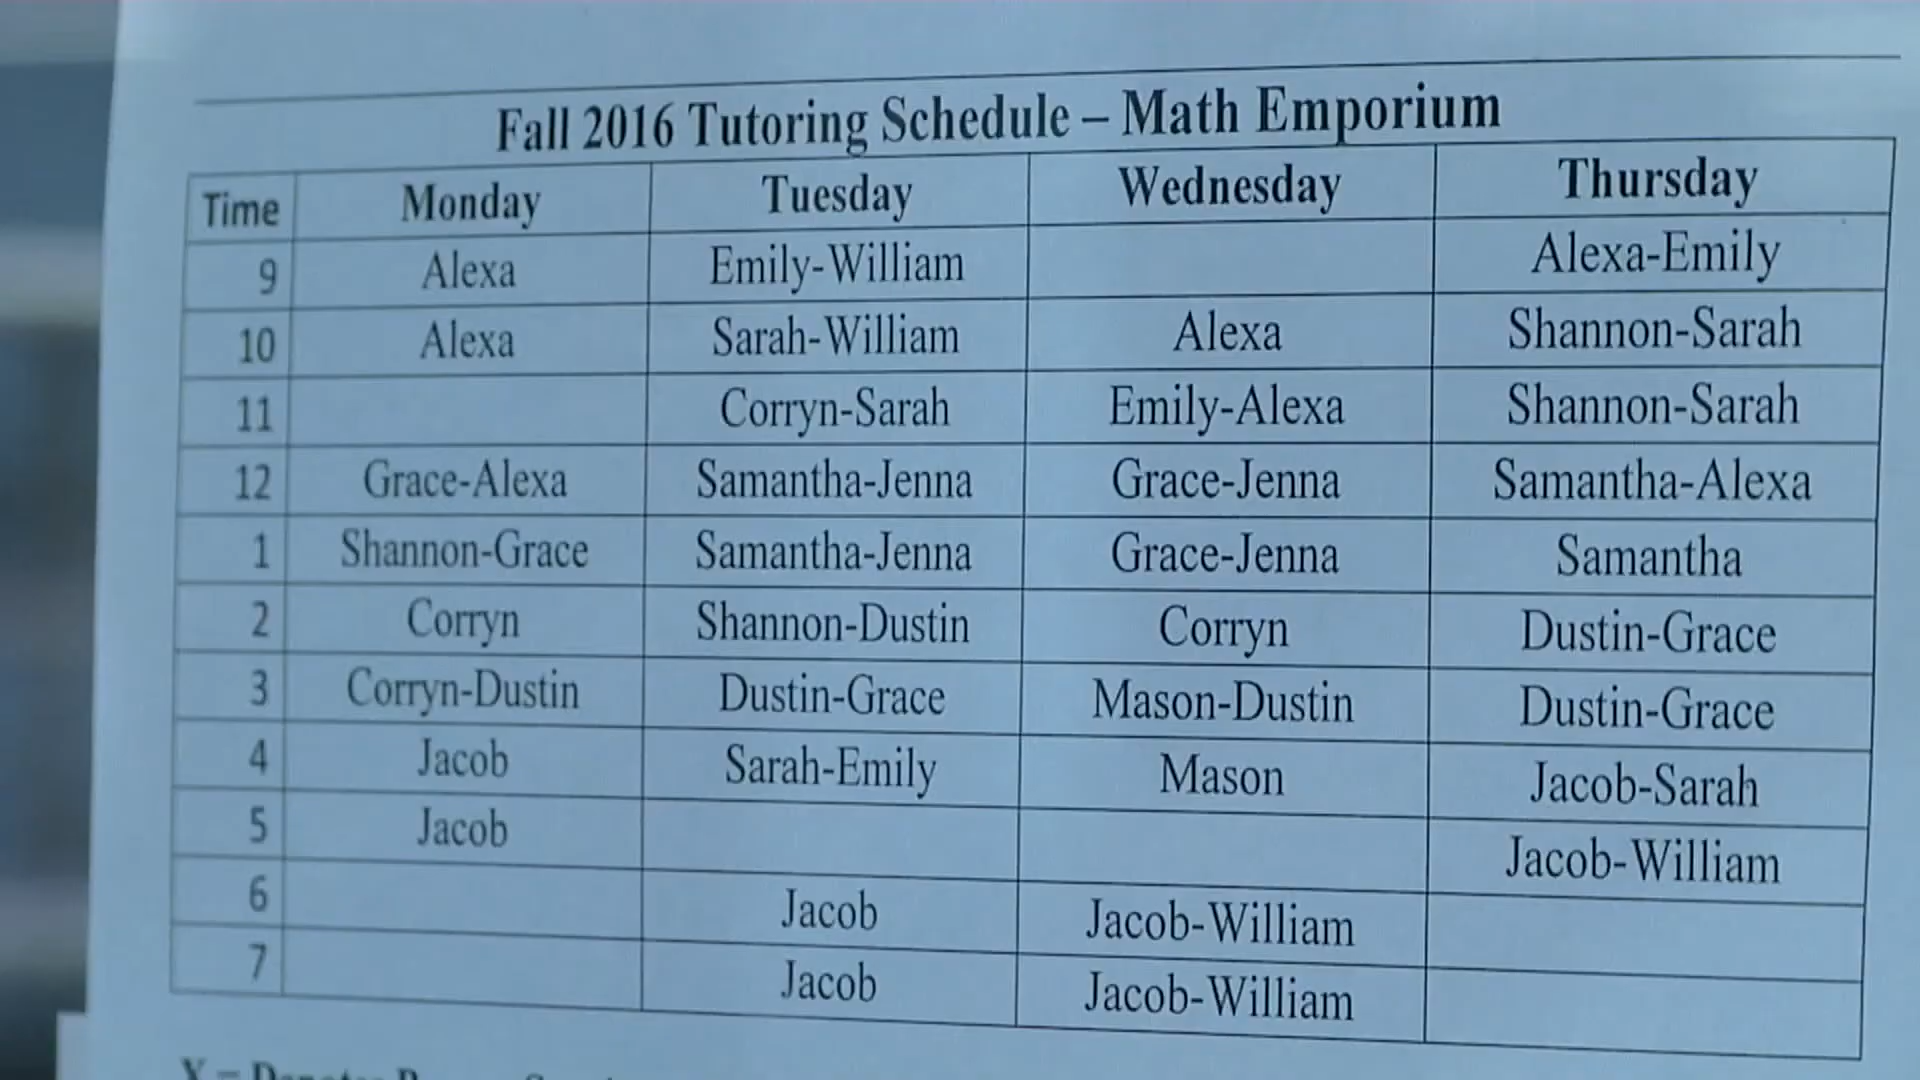 Fall 2016 Tutoring Schedule – Math Emporium
Time Monday Tuesday Wednesday Thursday
9 Alexa Emily-William Alexa-Emily
10 Alexa Sarah-William Alexa Shannon-Sarah
11 Corryn-Sarah Emily-Alexa Shannon-Sarah
12 Grace-Alexa Samantha-Jenna Grace-Jenna Samantha-Alexa
1 Shannon-Grace Samantha-Jenna Grace-Jenna Samantha
2 Corryn Shannon-Dustin Corryn Dustin-Grace
3 Corryn-Dustin Dustin-Grace Mason-Dustin Dustin-Grace
4 Jacob Sarah-Emily Mason Jacob-Sarah
5 Jacob Jacob-William
6 Jacob Jacob-William
7 Jacob Jacob-William